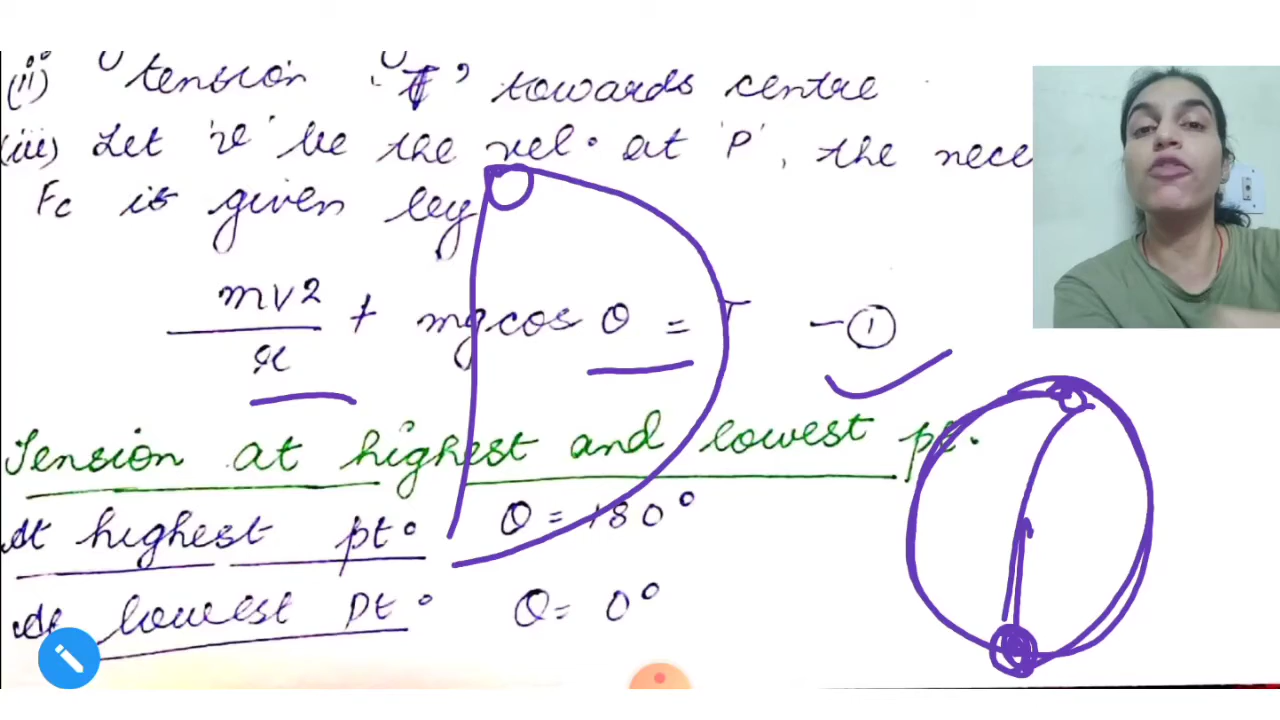 (ii) tension 'T' towards centre
(iii) Let 'v' be the vel. at 'P', the nece
Fc is given by
mv2
r
+ mg cos θ = T - ①
Tension at highest and lowest pt.
At highest pt. θ = 180°
At lowest pt. θ = 0°